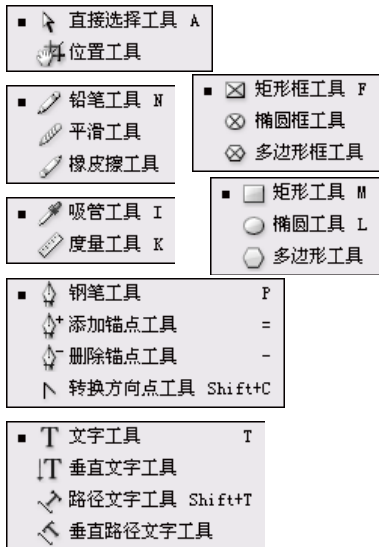 直接选择工具 A
位置工具
铅笔工具 N
平滑工具
橡皮擦工具
矩形框工具 F
椭圆框工具
多边形框工具
吸管工具 I
度量工具 K
矩形工具 M
椭圆工具 L
多边形工具
钢笔工具 P
添加锚点工具 =
删除锚点工具 -
转换方向点工具 Shift+C
文字工具 T
垂直文字工具
路径文字工具 Shift+T
垂直路径文字工具